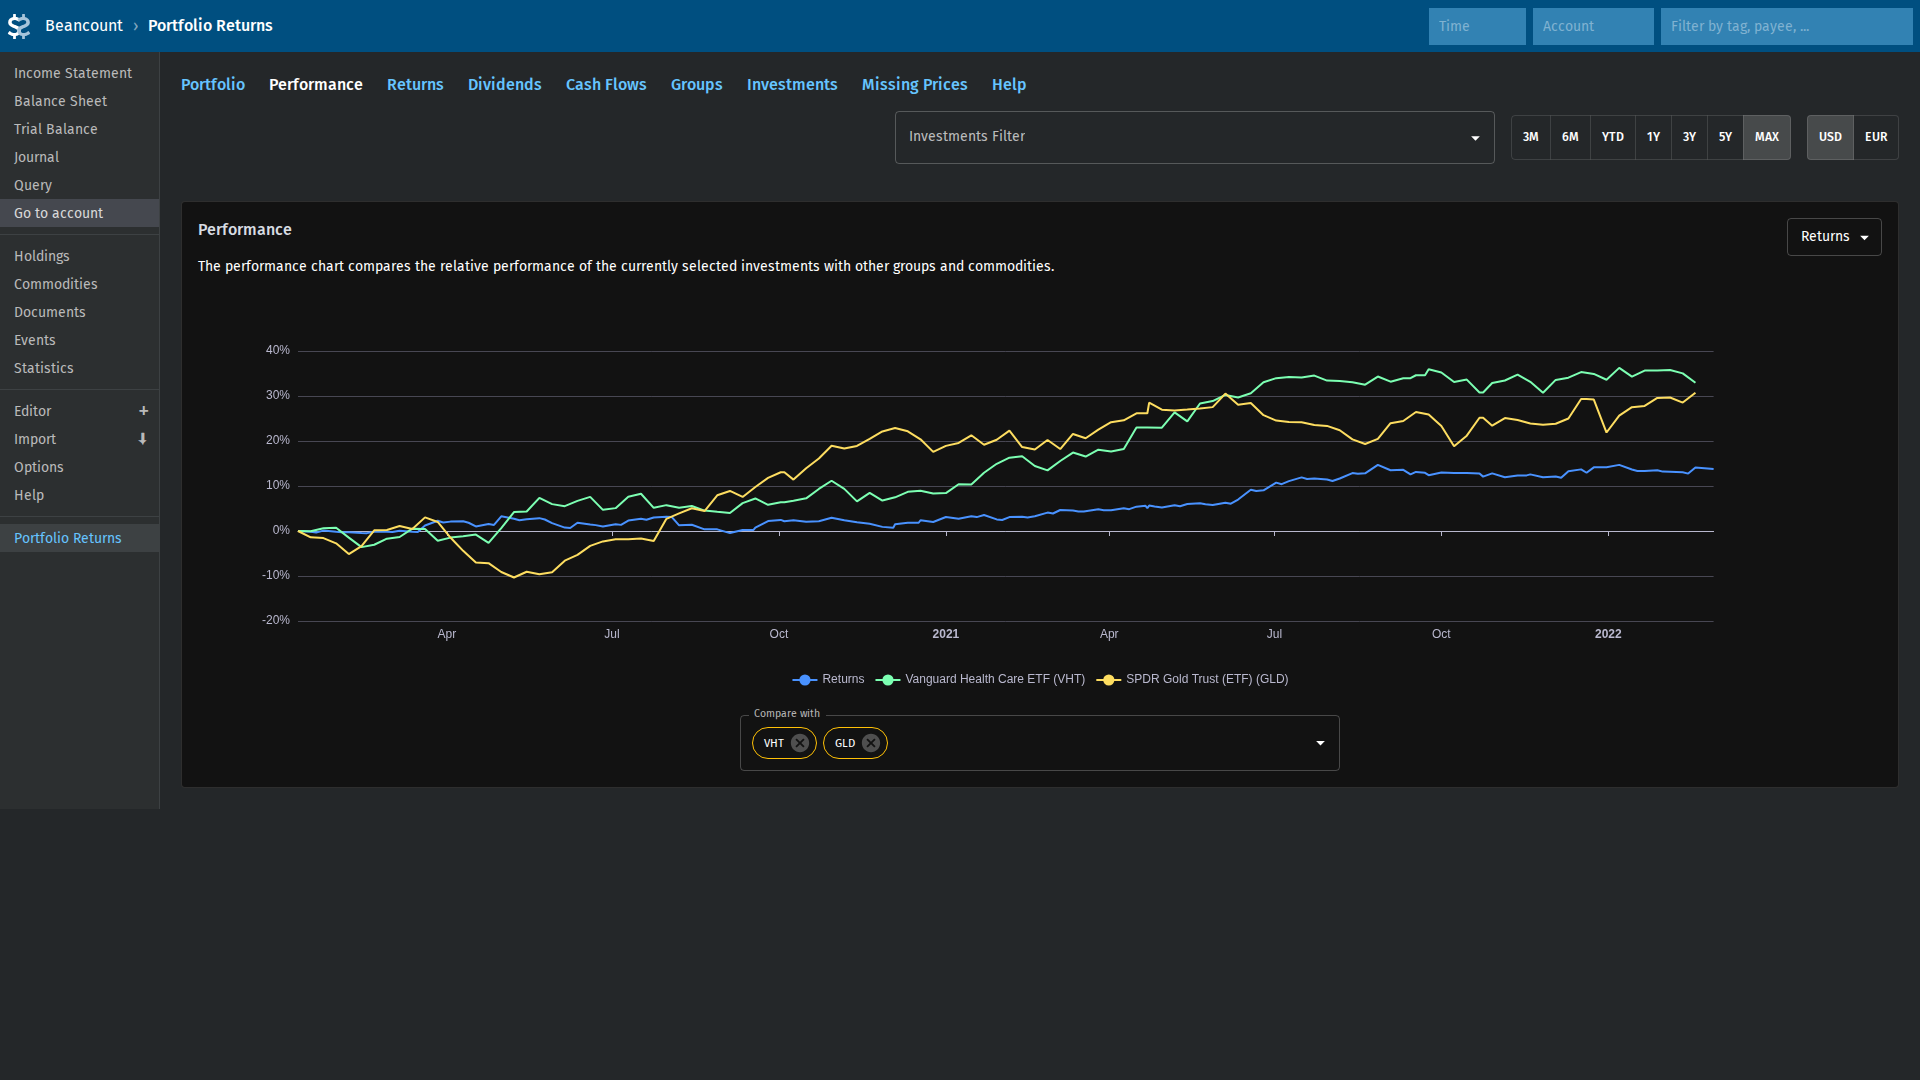 Beancount › Portfolio Returns
Time
Account
Filter by tag, payee, ...
Income Statement
Balance Sheet
Trial Balance
Journal
Query
Go to account
Holdings
Commodities
Documents
Events
Statistics
Editor +
Import
Options
Help
Portfolio Returns
Portfolio Performance Returns Dividends Cash Flows Groups Investments Missing Prices Help
Investments Filter
3M 6M YTD 1Y 3Y 5Y MAX
USD EUR
Performance
Returns
The performance chart compares the relative performance of the currently selected investments with other groups and commodities.
40%
30%
20%
10%
0%
-10%
-20%
Apr Jul Oct 2021 Apr Jul Oct 2022
Returns Vanguard Health Care ETF (VHT) SPDR Gold Trust (ETF) (GLD)
Compare with
VHT GLD